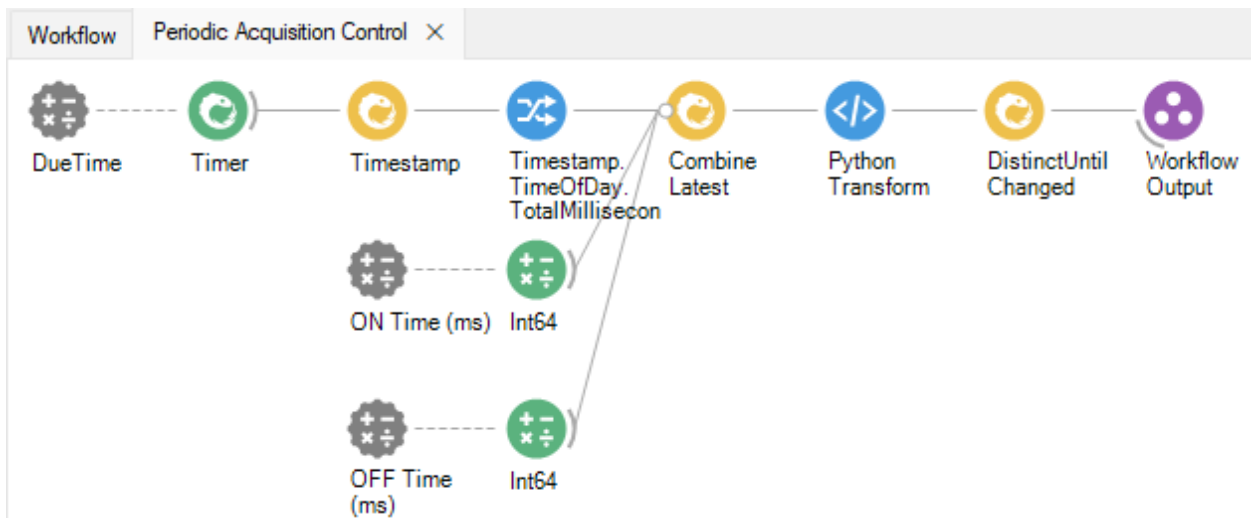 Workflow
Periodic Acquisition Control
DueTime
Timer
Timestamp
Timestamp.
TimeOfDay.
TotalMillisecon
Combine
Latest
Python
Transform
DistinctUntil
Changed
Workflow
Output
ON Time (ms)
Int64
OFF Time
(ms)
Int64